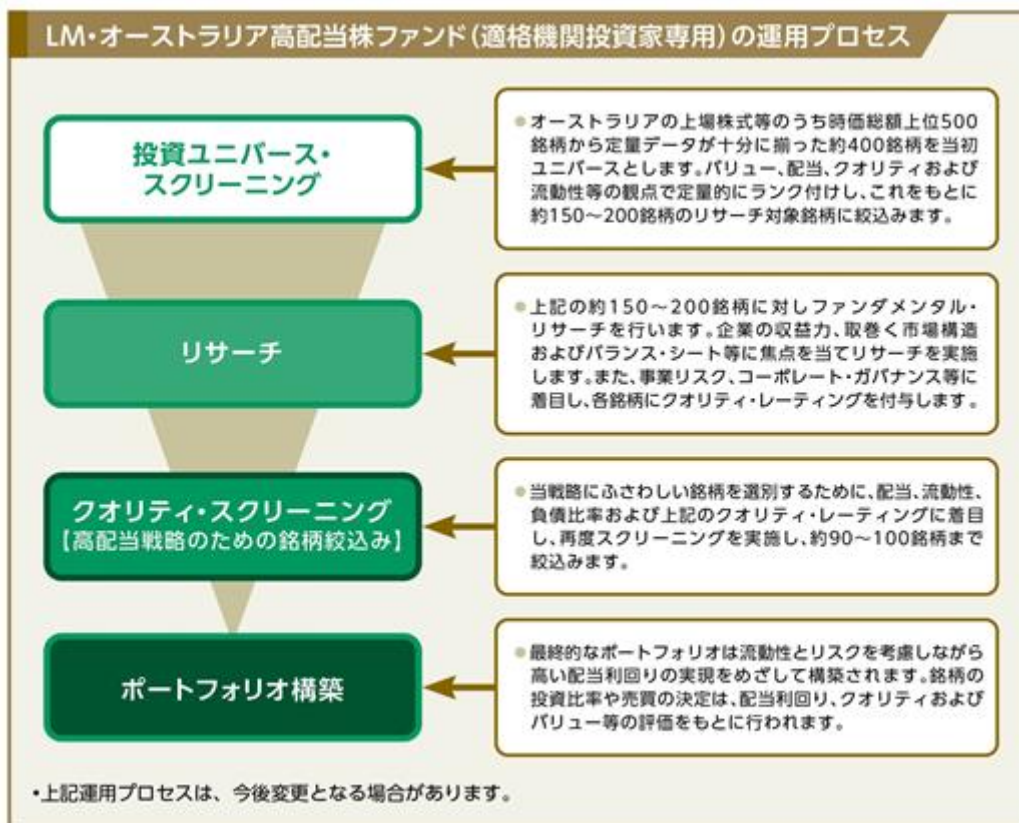 LM・オーストラリア高配当株ファンド（適格機関投資家専用）の運用プロセス
投資ユニバース・
スクリーニング
●オーストラリアの上場株式等のうち時価総額上位500
銘柄から定量データが十分に揃った約400銘柄を当初
ユニバースとします。バリュー、配当、クオリティおよび
流動性等の観点で定量的にランク付けし、これをもとに
約150～200銘柄のリサーチ対象銘柄に絞込みます。
リサーチ
●上記の約150～200銘柄に対しファンダメンタル・
リサーチを行います。企業の収益力、取巻く市場構造
およびバランス・シート等に焦点を当てリサーチを実施
します。また、事業リスク、コーポレート・ガバナンス等に
着目し、各銘柄にクオリティ・レーティングを付与します。
クオリティ・スクリーニング
【高配当戦略のための銘柄絞込み】
●当戦略にふさわしい銘柄を選別するために、配当、流動性、
負債比率および上記のクオリティ・レーティングに着目
し、再度スクリーニングを実施し、約90～100銘柄まで
絞込みます。
ポートフォリオ構築
●最終的なポートフォリオは流動性とリスクを考慮しながら
高い配当利回りの実現をめざして構築されます。銘柄の
投資比率や売買の決定は、配当利回り、クオリティおよび
バリュー等の評価をもとに行われます。
・上記運用プロセスは、今後変更となる場合があります。